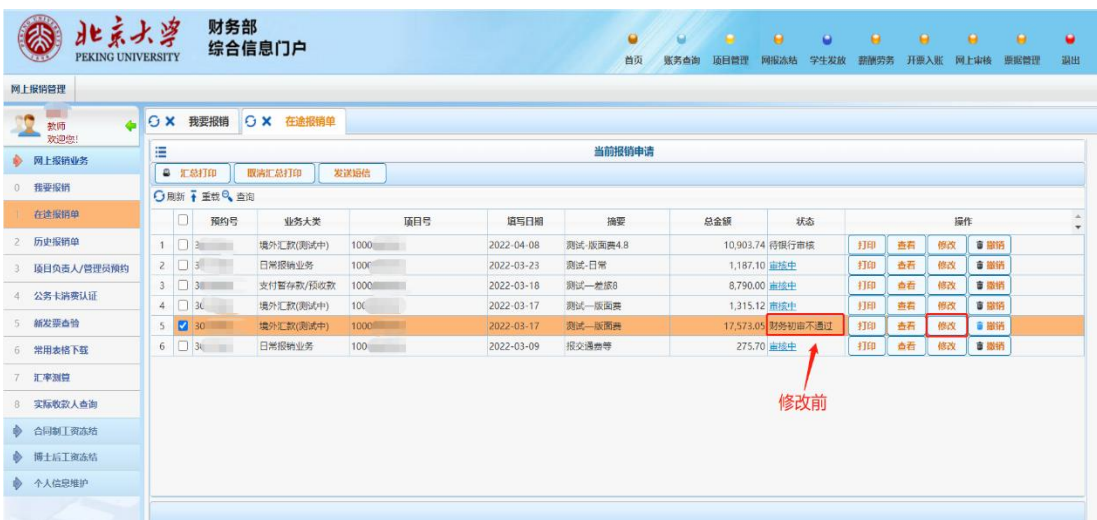 北京大学
PEKING UNIVERSITY
财务部
综合信息门户
首页 账务查询 项目管理 网报冻结 学生发放 薪酬劳务 开票入账 网上审核 票据管理 退出
网上报销管理
教师
欢迎您!
我要报销 在途报销单
网上报销业务
0 我要报销
1 在途报销单
2 历史报销单
3 项目负责人/管理员预约
4 公务卡消费认证
5 新发票查验
6 常用表格下载
7 汇率测算
8 实际收款人查询
合同制工资冻结
博士后工资冻结
个人信息维护
当前报销申请
汇总打印 取消汇总打印 发送短信
刷新 重载 查询
预约号 业务大类 项目号 填写日期 摘要 总金额 状态 操作
1 3 境外汇款(测试中) 1000 2022-04-08 测试-版面费4.8 10,903.74 待银行审核 打印 查看 修改 撤销
2 3 日常报销业务 1000 2022-03-23 测试-日常 1,187.10 审核中 打印 查看 修改 撤销
3 30 支付暂存款/预收款 1000 2022-03-18 测试—差旅8 8,790.00 审核中 打印 查看 修改 撤销
4 30 境外汇款(测试中) 100 2022-03-17 测试—版面费 1,315.12 审核中 打印 查看 修改 撤销
5 30 境外汇款(测试中) 1000 2022-03-17 测试—版面费 17,573.05 财务初审不通过 打印 查看 修改 撤销
6 30 日常报销业务 100 2022-03-09 报交通费等 275.70 审核中 打印 查看 修改 撤销
修改前